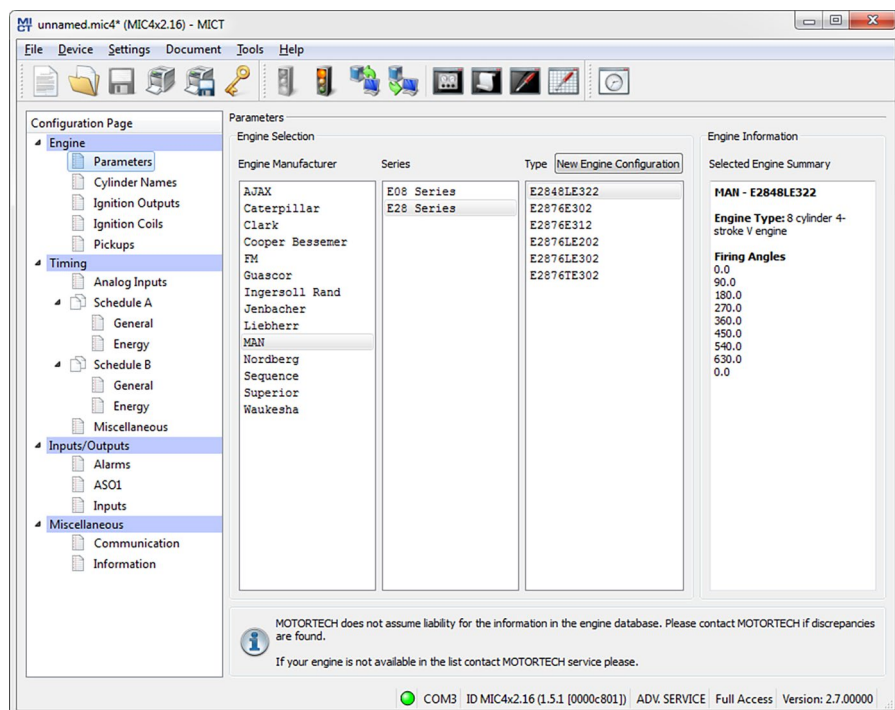 MICT unnamed.mic4* (MIC4x2.16) - MICT
File Device Settings Document Tools Help
Configuration Page
Engine
Parameters
Cylinder Names
Ignition Outputs
Ignition Coils
Pickups
Timing
Analog Inputs
Schedule A
General
Energy
Schedule B
General
Energy
Miscellaneous
Inputs/Outputs
Alarms
ASO1
Inputs
Miscellaneous
Communication
Information
Parameters
Engine Selection
Engine Manufacturer
AJAX
Caterpillar
Clark
Cooper Bessemer
FM
Guascor
Ingersoll Rand
Jenbacher
Liebherr
MAN
Nordberg
Sequence
Superior
Waukesha
Series
E08 Series
E28 Series
Type New Engine Configuration
E2848LE322
E2876E302
E2876E312
E2876LE202
E2876LE302
E2876TE302
Engine Information
Selected Engine Summary
MAN - E2848LE322
Engine Type: 8 cylinder 4-
stroke V engine
Firing Angles
0.0
90.0
180.0
270.0
360.0
450.0
540.0
630.0
0.0
MOTORTECH does not assume liability for the information in the engine database. Please contact MOTORTECH if discrepancies
are found.
If your engine is not available in the list contact MOTORTECH service please.
COM3 ID MIC4x2.16 (1.5.1 [0000c801]) ADV. SERVICE Full Access Version: 2.7.00000